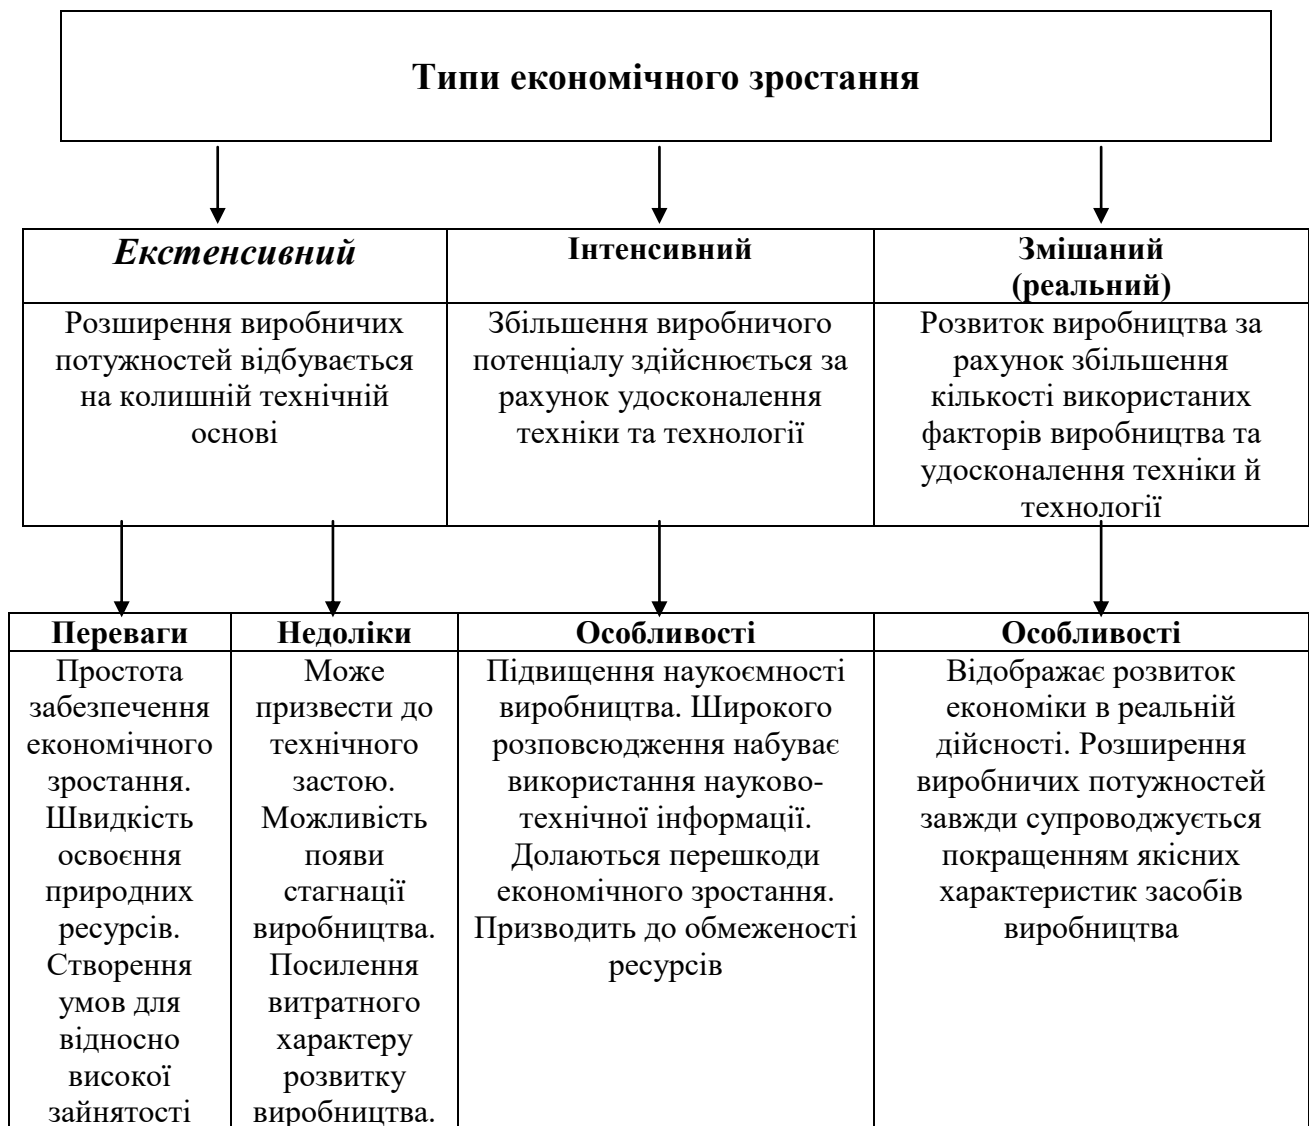 Типи економічного зростання
Екстенсивний
Розширення виробничих
потужностей відбувається
на колишній технічній
основі
Інтенсивний
Збільшення виробничого
потенціалу здійснюється за
рахунок удосконалення
техніки та технології
Змішаний
(реальний)
Розвиток виробництва за
рахунок збільшення
кількості використаних
факторів виробництва та
удосконалення техніки й
технології
Переваги
Простота
забезпечення
економічного
зростання.
Швидкість
освоєння
природних
ресурсів.
Створення
умов для
відносно
високої
зайнятості
Недоліки
Може
призвести до
технічного
застою.
Можливість
появи
стагнації
виробництва.
Посилення
витратного
характеру
розвитку
виробництва.
Особливості
Підвищення наукоємності
виробництва. Широкого
розповсюдження набуває
використання науково-
технічної інформації.
Долаються перешкоди
економічного зростання.
Призводить до обмеженості
ресурсів
Особливості
Відображає розвиток
економіки в реальній
дійсності. Розширення
виробничих потужностей
завжди супроводжується
покращенням якісних
характеристик засобів
виробництва